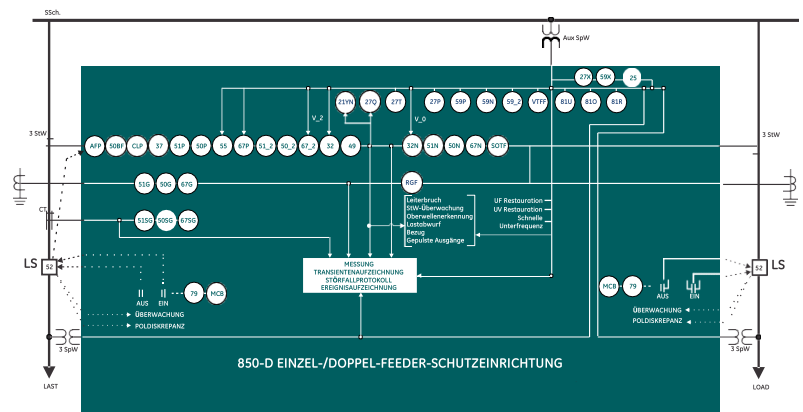 SSch.
Aux SpW
27X 59X 25
21YN 27Q 27T 27P 59P 59N 59_2 VTFF 81U 81O 81R
V_2
V_0
3 StW
3 StW
AFP 50BF CLP 37 51P 50P 55 67P 51_2 50_2 67_2 32 49 32N 51N 50N 67N SOTF
51G 50G 67G
RGF
Leiterbruch
StW-Überwachung
Oberwellenerkennung
Lastabwurf
Bezug
Gepulste Ausgänge
UF Restauration
UV Restauration
Schnelle
Unterfrequenz
CT
51SG 50SG 67SG
LS
52
MESSUNG
TRANSIENTENAUFZEICHNUNG
STÖRFALLPROTOKOLL
EREIGNISAUFZEICHNUNG
LS
52
AUS EIN 79 MCB
MCB 79 AUS EIN
ÜBERWACHUNG
POLDISKREPANZ
ÜBERWACHUNG
POLDISKREPANZ
3 SpW
3 SpW
850-D EINZEL-/DOPPEL-FEEDER-SCHUTZEINRICHTUNG
LAST
LOAD